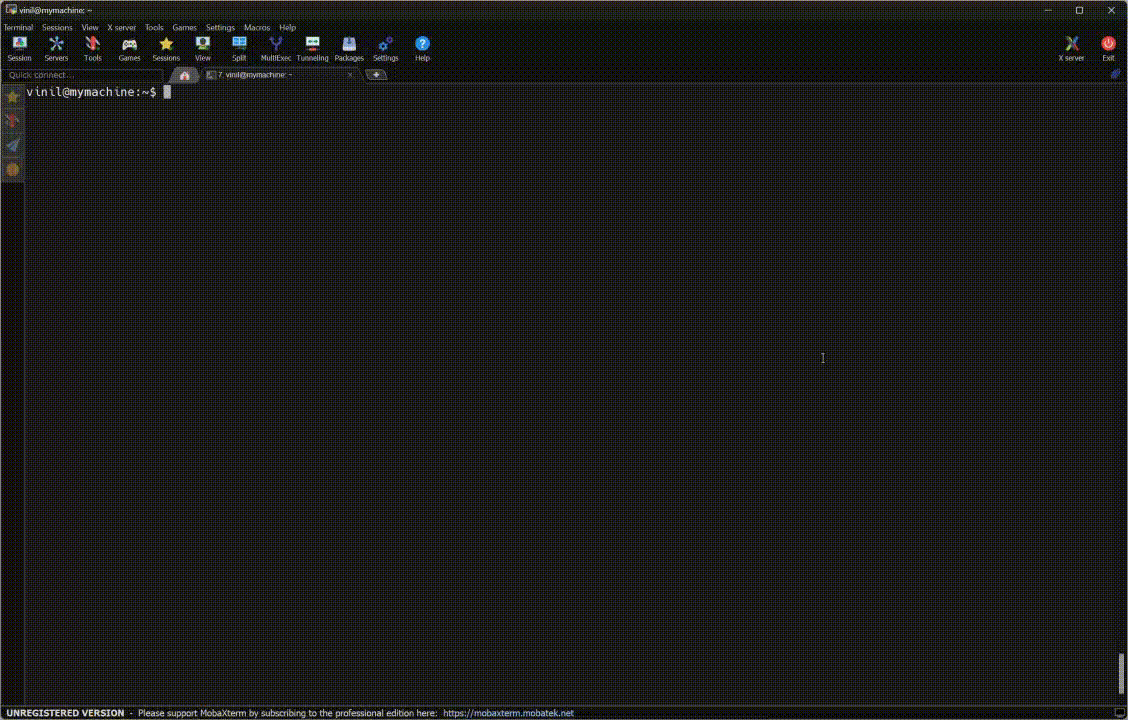 vinil@mymachine: ~
Terminal Sessions View X server Tools Games Settings Macros Help
Session Servers Tools Games Sessions View Split MultiExec Tunneling Packages Settings Help X server Exit
Quick connect... 7. vinil@mymachine: ~
vinil@mymachine:~$
UNREGISTERED VERSION - Please support MobaXterm by subscribing to the professional edition here: https://mobaxterm.mobatek.net